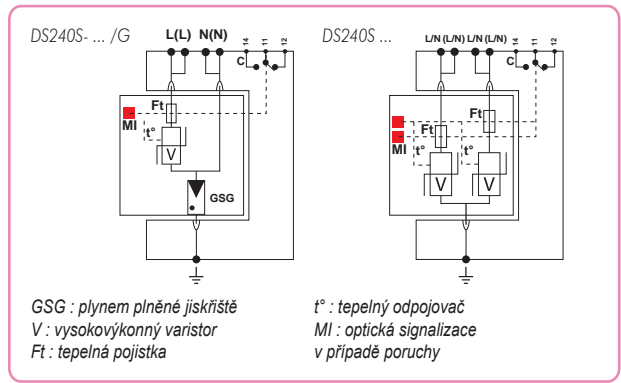 DS240S- ... /G
L(L) N(N)
14
11
12
C
Ft
MI
t°
V
GSG
DS240S ...
L/N (L/N) L/N (L/N)
14
11
12
C
Ft
Ft
MI
t°
t°
V
V
GSG : plynem plněné jiskřiště
V : vysokovýkonný varistor
Ft : tepelná pojistka
t° : tepelný odpojovač
MI : optická signalizace
v případě poruchy